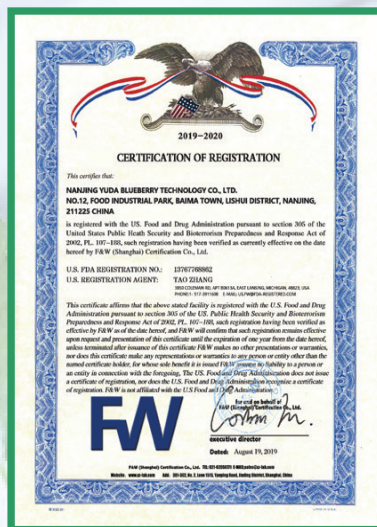 2019-2020
CERTIFICATION OF REGISTRATION
This certifies that:
NANJING YUDA BLUEBERRY TECHNOLOGY CO., LTD.
NO.12, FOOD INDUSTRIAL PARK, BAIMA TOWN, LISHUI DISTRICT, NANJING,
211225 CHINA
is registered with the US. Food and Drug Administration pursuant to section 305 of the
United States Public Heath Security and Bioterrorism Preparedness and Response Act of
2002, PL. 107-188, such registration having been verified as currently effective on the date
hereof by F&W (Shanghai) Certification Co., Ltd.
U.S. FDA REGISTRATION NO.: 13767768862
U.S. REGISTRATION AGENT: TAO ZHANG
This certificate affirms that the above stated facility is registered with the U.S. Food and Drug
Administration pursuant to section 305 of the US. Public Health Security and Bioterrorism
Preparedness and Response Act of 2002, P.L. 107-188, such registration having been verified as
effective by F&W as of the date hereof, and F&W will confirm that such registration remains effective
upon request and presentation of this certificate until the expiration of one year from the date hereof,
unless terminated after issuance of this certificate F&W makes no other presentations or warranties,
nor does this certificate make any representations or warranties to any person or entity other than the
named certificate holder, for whose sole benefit it is issued F&W assumes no liability to a person or
an entity in connection with the foregoing. The US. Food and Drug Administration does not issue
a certificate of registration, nor does the U.S. Food and Drug Administration recognize a certificate
of registration. F&W is not affiliated with the U.S Food and Drug Administration.
for and on behalf of
F&W (Shanghai) Certification Co., Ltd.
FW
executive director
Dated: August 19, 2019
F&W (Shanghai) Certification Co., Ltd.